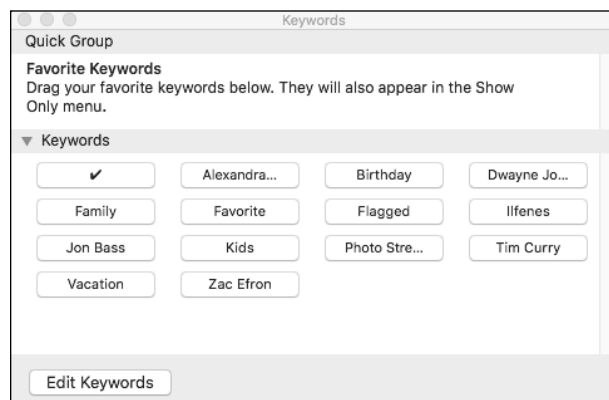 Keywords
Quick Group
Favorite Keywords
Drag your favorite keywords below. They will also appear in the Show
Only menu.
Keywords
✔ Alexandra... Birthday Dwayne Jo...
Family Favorite Flagged Ilfenes
Jon Bass Kids Photo Stre... Tim Curry
Vacation Zac Efron
Edit Keywords